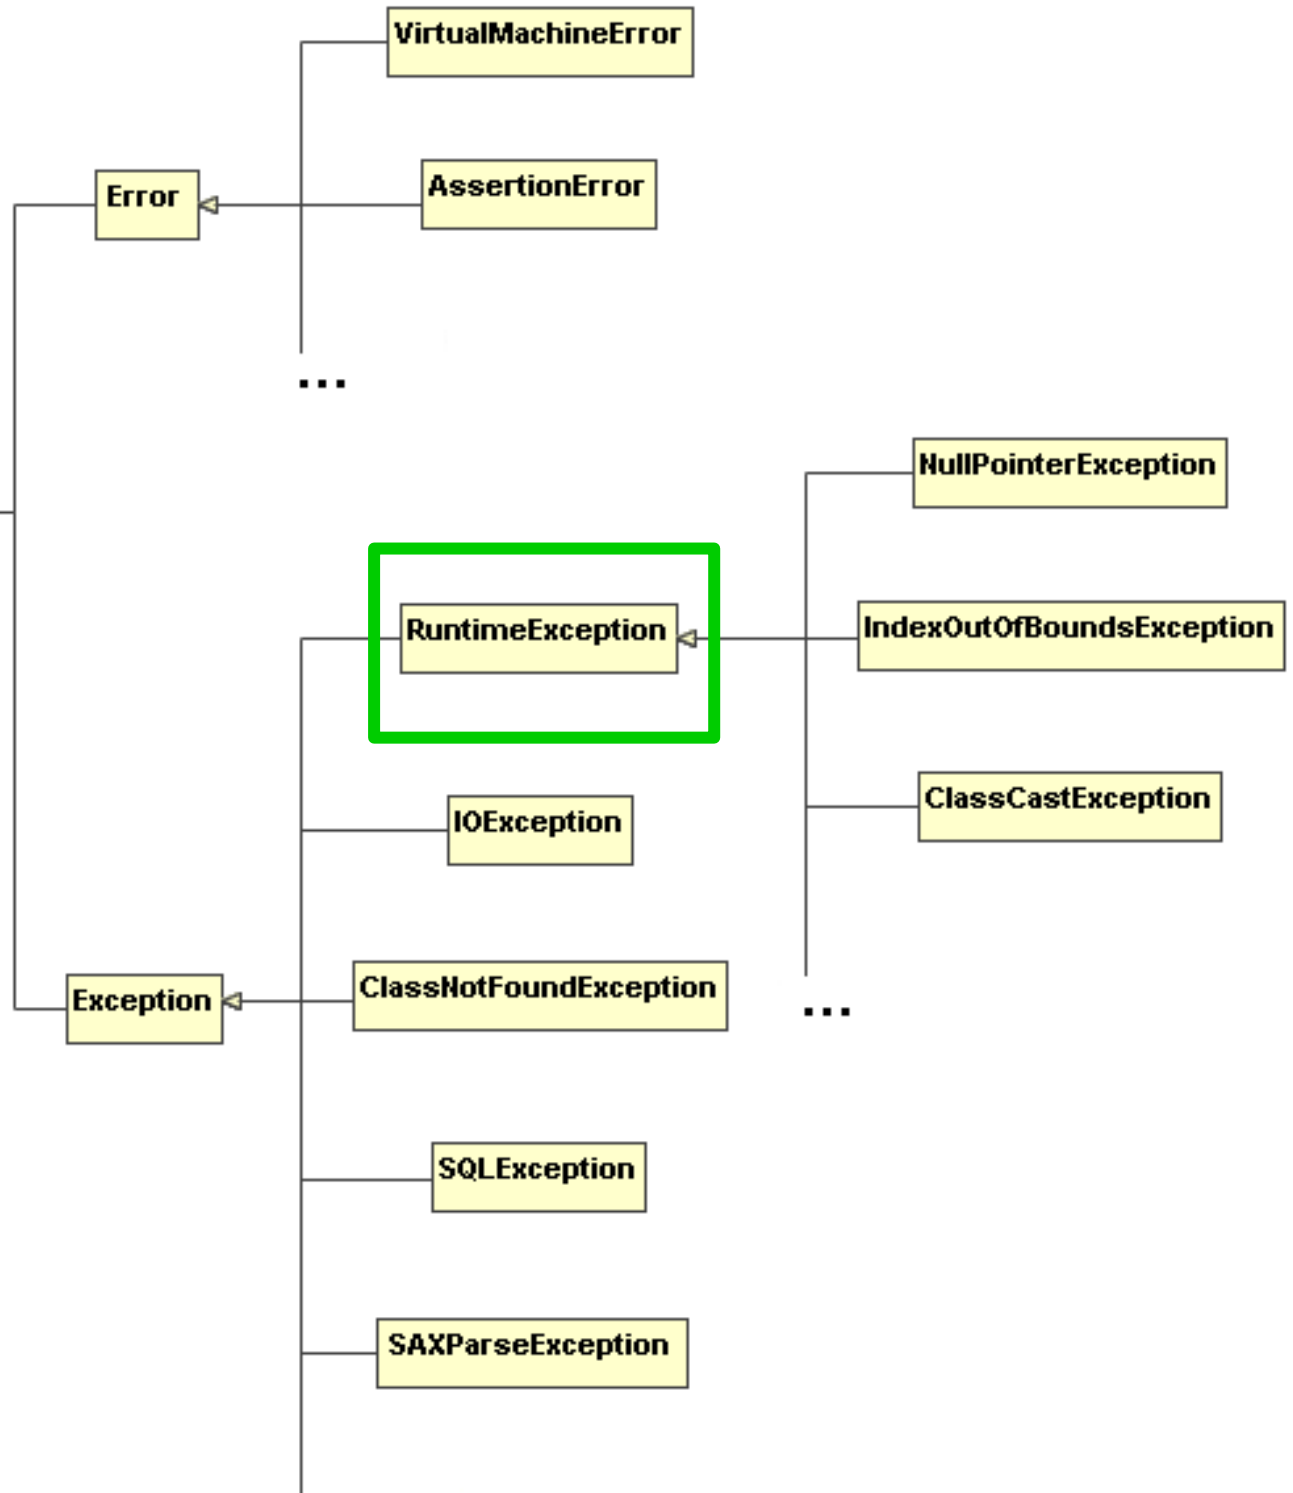 VirtualMachineError
AssertionError
Error
...
NullPointerException
RuntimeException
IndexOutOfBoundsException
IOException
ClassCastException
ClassNotFoundException
Exception
...
SQLException
SAXParseException